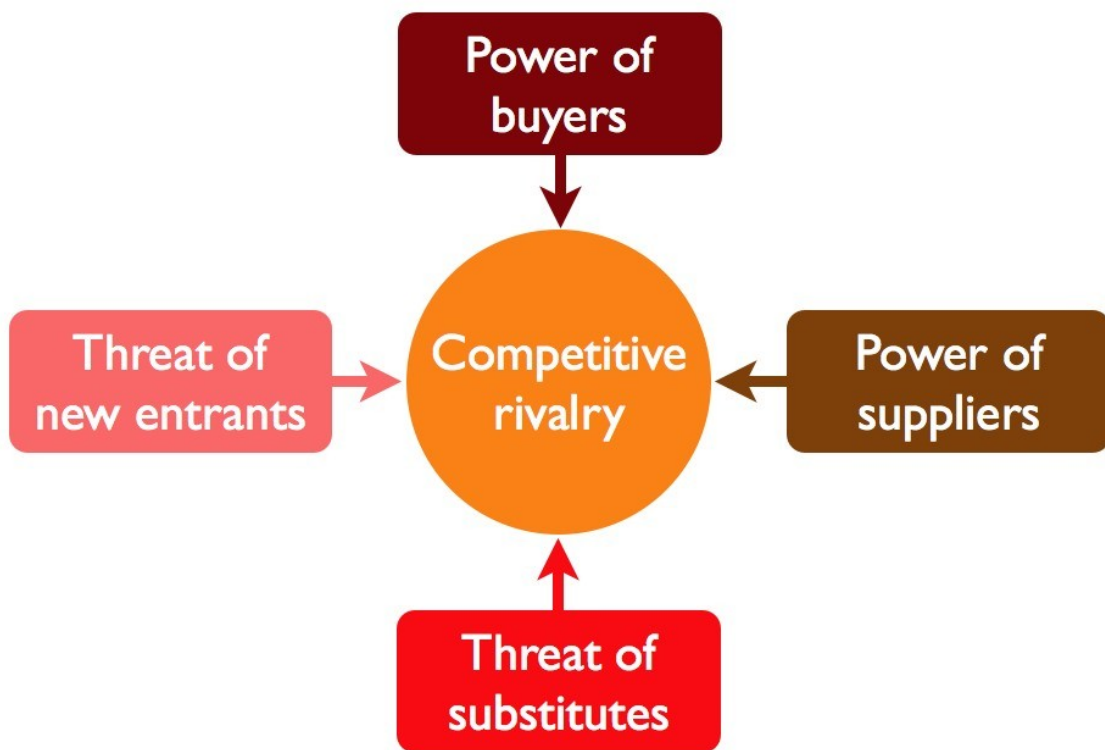 Power of
buyers
Threat of
new entrants
Competitive
rivalry
Power of
suppliers
Threat of
substitutes